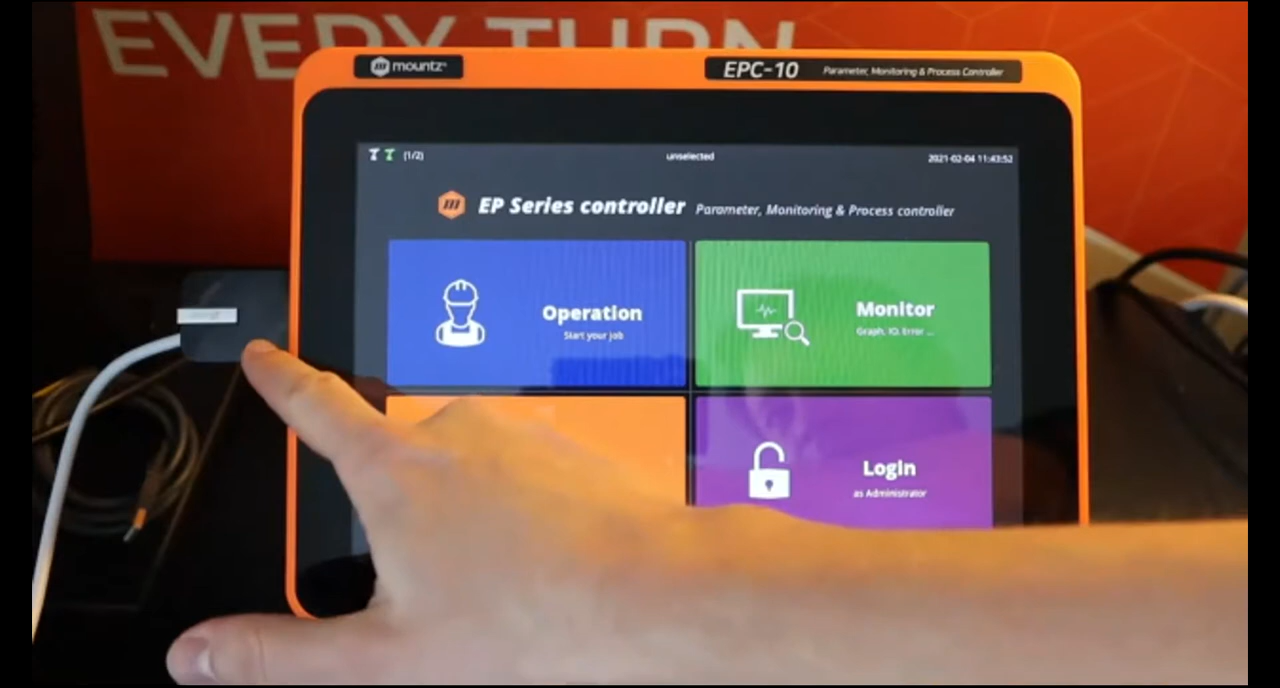 EVERY TURN
mountz
EPC-10 Parameter, Monitoring & Process Controller
(1/2) unselected 2021-02-04 11:43:52
EP Series controller Parameter, Monitoring & Process controller
Operation
Start your job
Monitor
Graph, IO, Error ...
Login
as Administrator